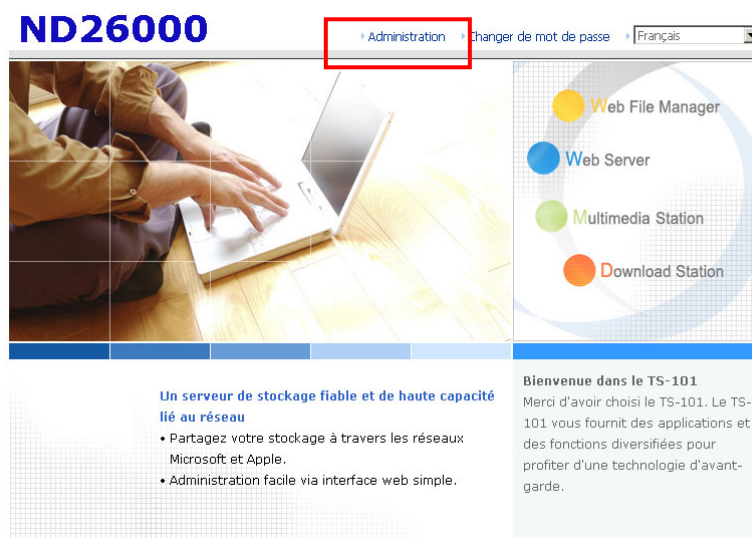 ND26000
Administration
Changer de mot de passe
Français
Web File Manager
Web Server
Multimedia Station
Download Station
Un serveur de stockage fiable et de haute capacité
lié au réseau
• Partagez votre stockage à travers les réseaux
Microsoft et Apple.
• Administration facile via interface web simple.
Bienvenue dans le TS-101
Merci d'avoir choisi le TS-
101 vous fournit des applications et
des fonctions diversifiées pour
profiter d'une technologie d'avant-
garde.